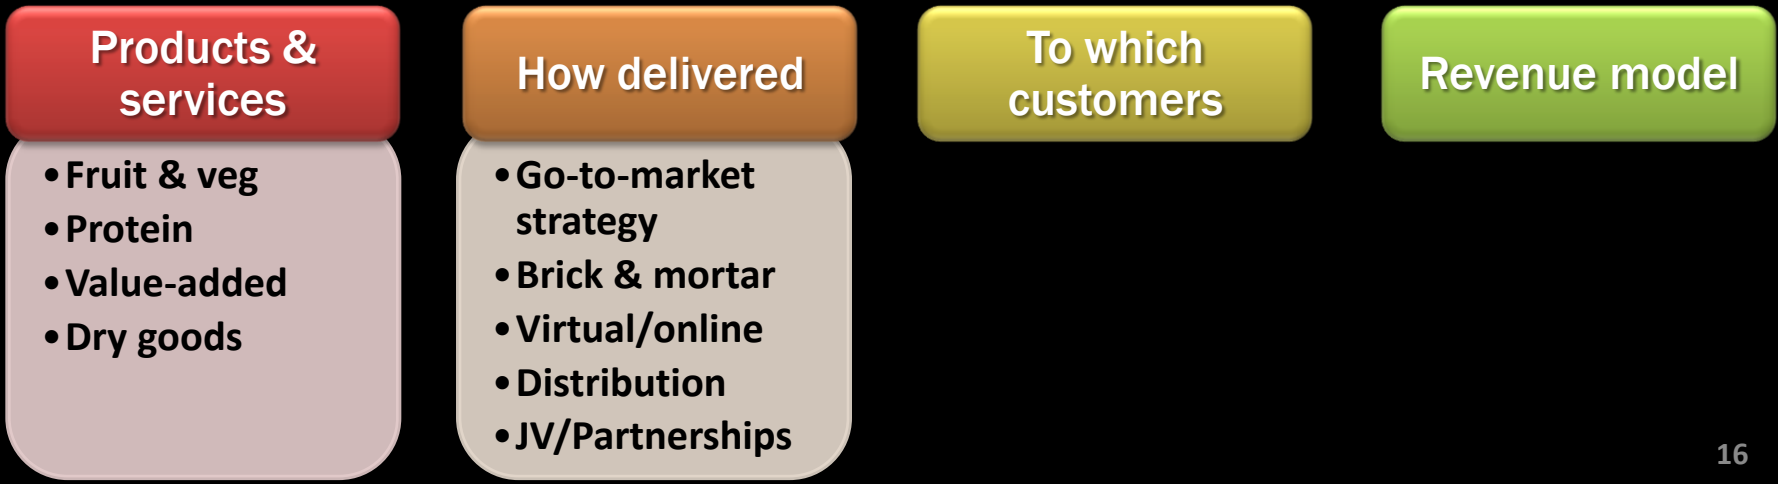 Products &
services
• Fruit & veg
• Protein
• Value-added
• Dry goods
How delivered
• Go-to-market
strategy
• Brick & mortar
• Virtual/online
• Distribution
• JV/Partnerships
To which
customers
Revenue model
16